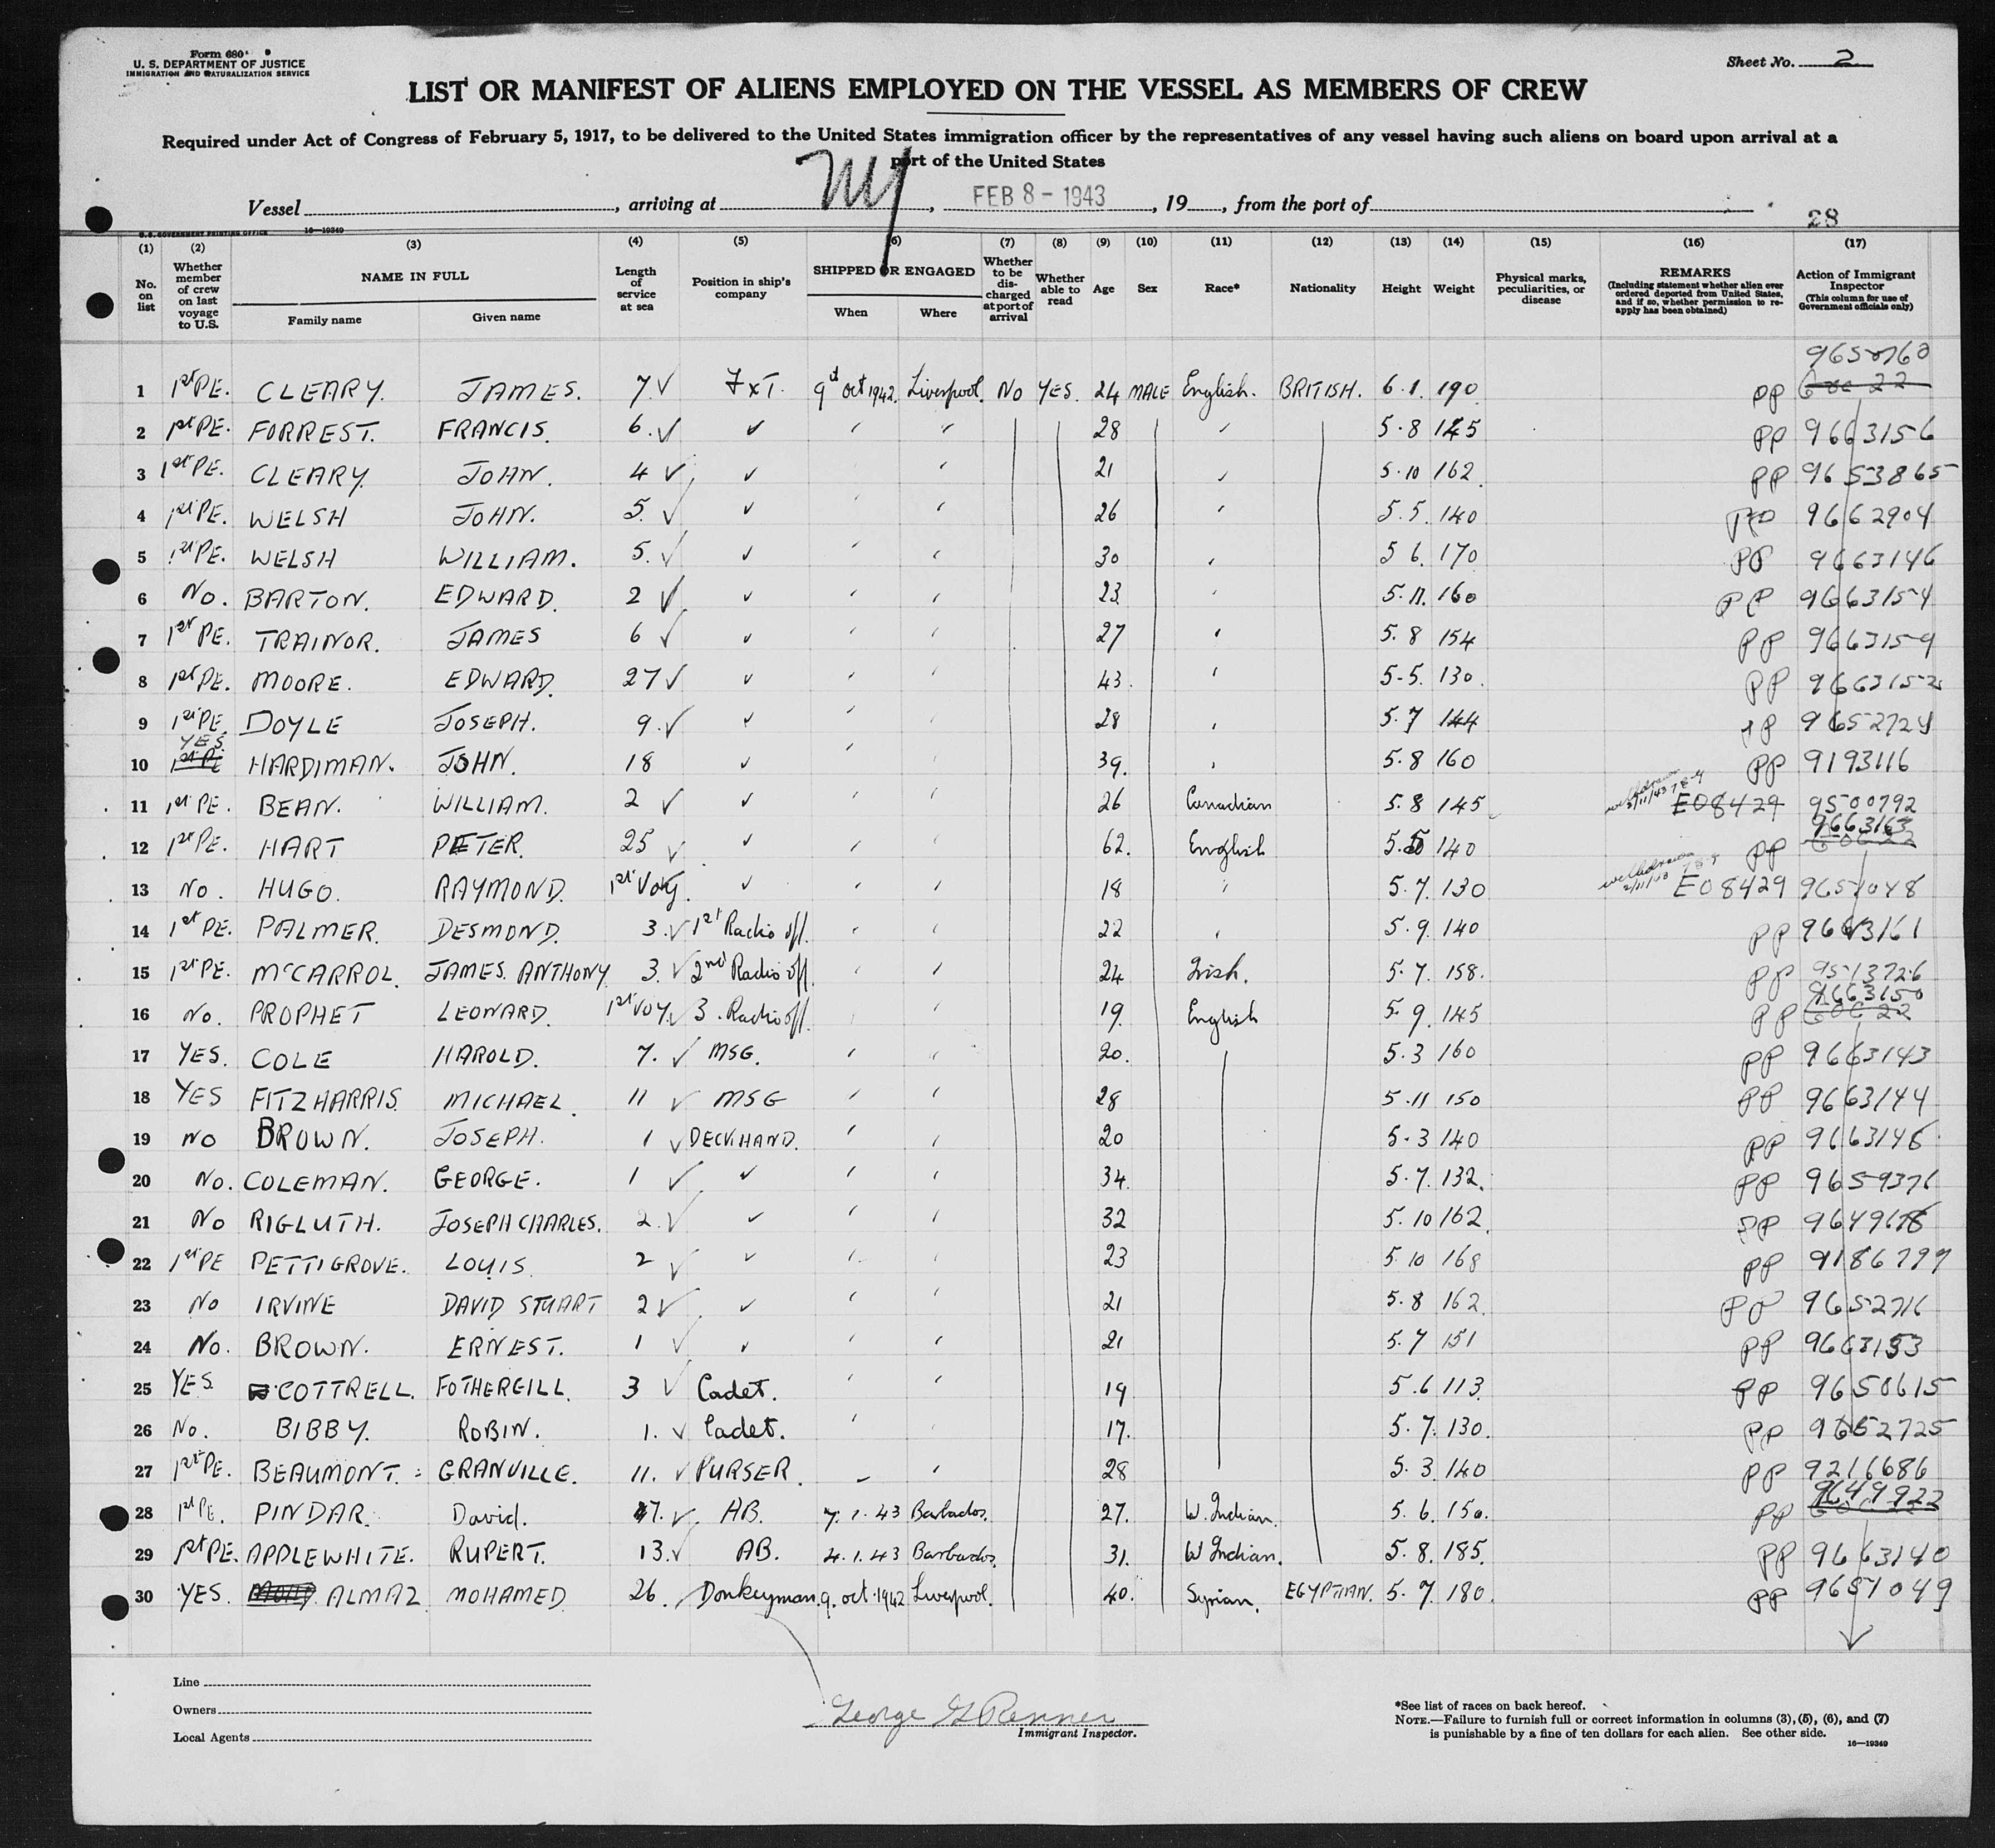 Form 680
U. S. DEPARTMENT OF JUSTICE
IMMIGRATION AND NATURALIZATION SERVICE
Sheet No. 2
LIST OR MANIFEST OF ALIENS EMPLOYED ON THE VESSEL AS MEMBERS OF CREW
Required under Act of Congress of February 5, 1917, to be delivered to the United States immigration officer by the representatives of any vessel having such aliens on board upon arrival at a
port of the United States
Vessel , arriving at NY , FEB 8 - 1943 , 19 , from the port of
28
U.S. GOVERNMENT PRINTING OFFICE 16—19349
(1) (2) (3) (4) (5) (6) (7) (8) (9) (10) (11) (12) (13) (14) (15) (16) (17)
No. on list
Whether member of crew on last voyage to U.S.
NAME IN FULL
Family name Given name
Length of service at sea
Position in ship's company
SHIPPED OR ENGAGED
When Where
Whether to be discharged at port of arrival
Whether able to read
Age
Sex
Race*
Nationality
Height
Weight
Physical marks, peculiarities, or disease
REMARKS
(Including statement whether alien ever ordered deported from United States, and if so, whether permission to reapply has been obtained)
Action of Immigrant Inspector
(This column for use of Government officials only)
1 1st PE. CLEARY. JAMES. 7 ✓ FxT. 9th oct 1942. Liverpool. NO YES. 24 MALE English. BRITISH. 6.1. 190 PP
2 1st PE. FORREST. FRANCIS. 6. ✓ ✓ " " 28 " 5.8 145 PP 9663156
3 1st PE. CLEARY JOHN. 4 ✓ ✓ " 21 " 5.10 162 PP 9653865
4 1st PE. WELSH JOHN. 5. ✓ ✓ " " 26 " 5.5. 140 PP 9662904
5 1st PE. WELSH WILLIAM. 5. ✓ ✓ " " 30 " 5 6. 170 PP 9663146
6 No. BARTON. EDWARD. 2 ✓ ✓ " " 23 " 5.11. 160 PP 9663154
7 1st PE. TRAINOR. JAMES 6 ✓ ✓ " " 27 " 5.8 154 PP 9663159
8 1st PE. MOORE. EDWARD. 27 ✓ ✓ " " 43. " 5-5. 130. PP 9663152
9 1st PE. DOYLE JOSEPH. 9. ✓ ✓ " " 28 " 5.7 144 PP 9652724
10 YES. HARDIMAN. JOHN. 18 ✓ " 39. " 5.8 160 PP 9193116
11 1st PE. BEAN. WILLIAM. 2 ✓ ✓ " " 26 Canadian 5.8 145 E08429 9500792
12 1st PE. HART PETER. 25 ✓ ✓ " " 62. English 140 PP 9663163
13 No. HUGO. RAYMOND. 1st Voy. ✓ " " 18 " 5.7. 130 E08429
14 1st PE. PALMER. DESMOND. 3. ✓ 1st Radio off. " " 22 " 5.9. 140 PP 9663161
15 1st PE. McCARROL. JAMES. ANTHONY 3. ✓ 2nd Radio off. " " 24 Irish. 5.7. 158. PP 9513726
16 No. PROPHET LEONARD. 1st Voy. ✓ 3. Radio off. " " 19. English 5.9. 145 PP 9663150
17 YES. COLE HAROLD. 7. ✓ MSG. " " 20. 5.3 160 PP 9663143
18 YES FITZHARRIS. MICHAEL. 11 ✓ MSG " " 28 5.11 150 PP 9663144
19 NO BROWN. JOSEPH. 1 ✓ DECKHAND. " " 20 5.3 140 PP
20 No. COLEMAN. GEORGE. 1 ✓ ✓ " " 34. 5.7. 132. PP
21 No RIGLUTH. JOSEPH CHARLES. 2. ✓ ✓ " " 32 5.10 162. PP
22 1st PE PETTIGROVE. LOUIS. 2 ✓ ✓ " " 23 5.10 168 PP
23 No IRVINE DAVID STUART 2 ✓ ✓ " " 21 5.8 162. PP 9652716
24 No. BROWN. ERNEST. 1 ✓ ✓ " " 21 5.7 151 PP 9663153
25 YES. COTTRELL. FOTHERGILL. 3 ✓ Cadet. " " 19 5.6 113 PP 9650615
26 No. BIBBY. ROBIN. 1. ✓ Cadet. " " 17. 5.7. 130. PP 9652725
27 1st PE. BEAUMONT. GRANVILLE. 11. ✓ PURSER. – " 28 5.3. 140 PP 9216686
28 1st PE. PINDAR. David. ✓ AB. 7.1.43 Barbados. 27. W. Indian. 5.6. 150. PP 9649922
29 1st PE. APPLEWHITE. RUPERT. 13. ✓ AB. 4.1.43 Barbados. 31. W Indian. 5.8. 185. PP 9663140
30 YES. ALMAZ. MOHAMED 26. Donkeyman. 9. oct. 1942 Liverpool. 40. Syrian. EGYPTIAN. 5.7. 180. PP
Line
Owners
Local Agents
George G Renner
Immigrant Inspector.
*See list of races on back hereof.
NOTE.—Failure to furnish full or correct information in columns (3), (5), (6), and (7)
is punishable by a fine of ten dollars for each alien. See other side.
16—19349